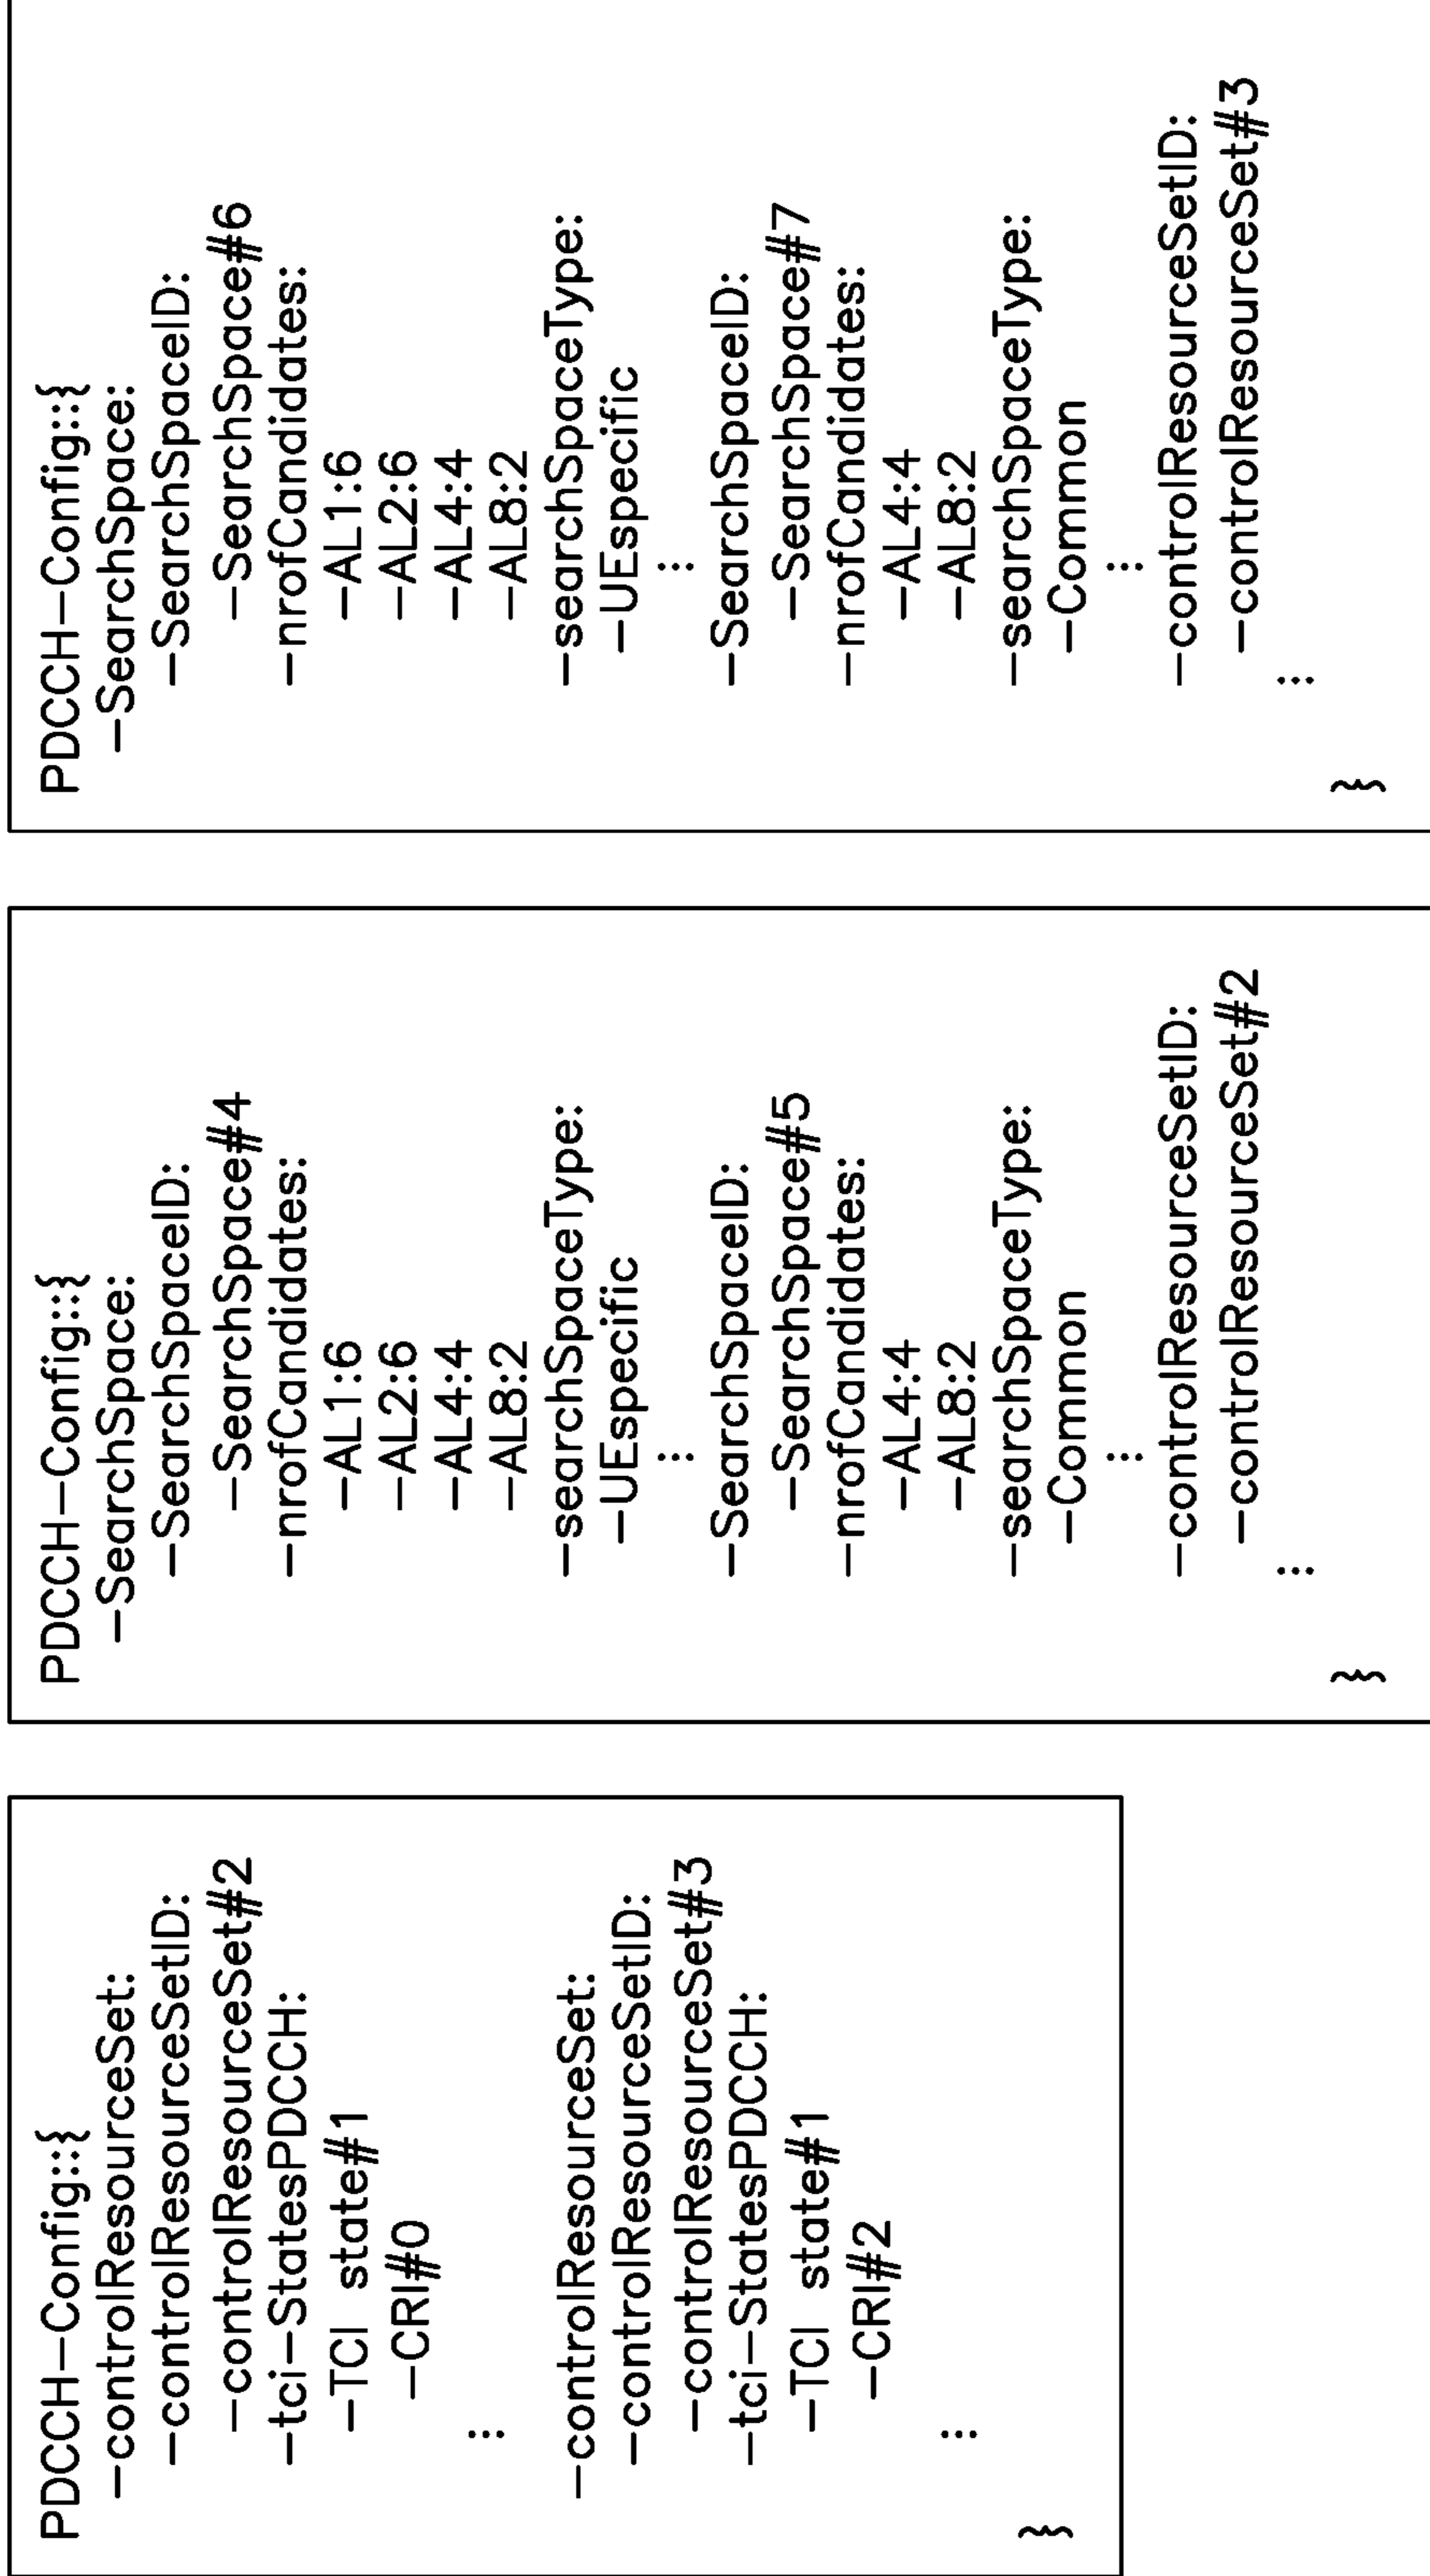 PDCCH–Config::{
–controlResourceSet:
–controlResourceSetID:
–controlResourceSet#2
–tci–StatesPDCCH:
–TCI state#1
–CRI#0
⋮
–controlResourceSet:
–controlResourceSetID:
–controlResourceSet#3
–tci–StatesPDCCH:
–TCI state#1
–CRI#2
⋮
}
PDCCH–Config::{
–SearchSpace:
–SearchSpaceID:
–SearchSpace#4
–nrofCandidates:
–AL1:6
–AL2:6
–AL4:4
–AL8:2
–searchSpaceType:
–UEspecific
⋮
–SearchSpaceID:
–SearchSpace#5
–nrofCandidates:
–AL4:4
–AL8:2
–searchSpaceType:
–Common
⋮
–controlResourceSetID:
–controlResourceSet#2
⋮
}
PDCCH–Config::{
–SearchSpace:
–SearchSpaceID:
–SearchSpace#6
–nrofCandidates:
–AL1:6
–AL2:6
–AL4:4
–AL8:2
–searchSpaceType:
–UEspecific
⋮
–SearchSpaceID:
–SearchSpace#7
–nrofCandidates:
–AL4:4
–AL8:2
–searchSpaceType:
–Common
⋮
–controlResourceSetID:
–controlResourceSet#3
⋮
}